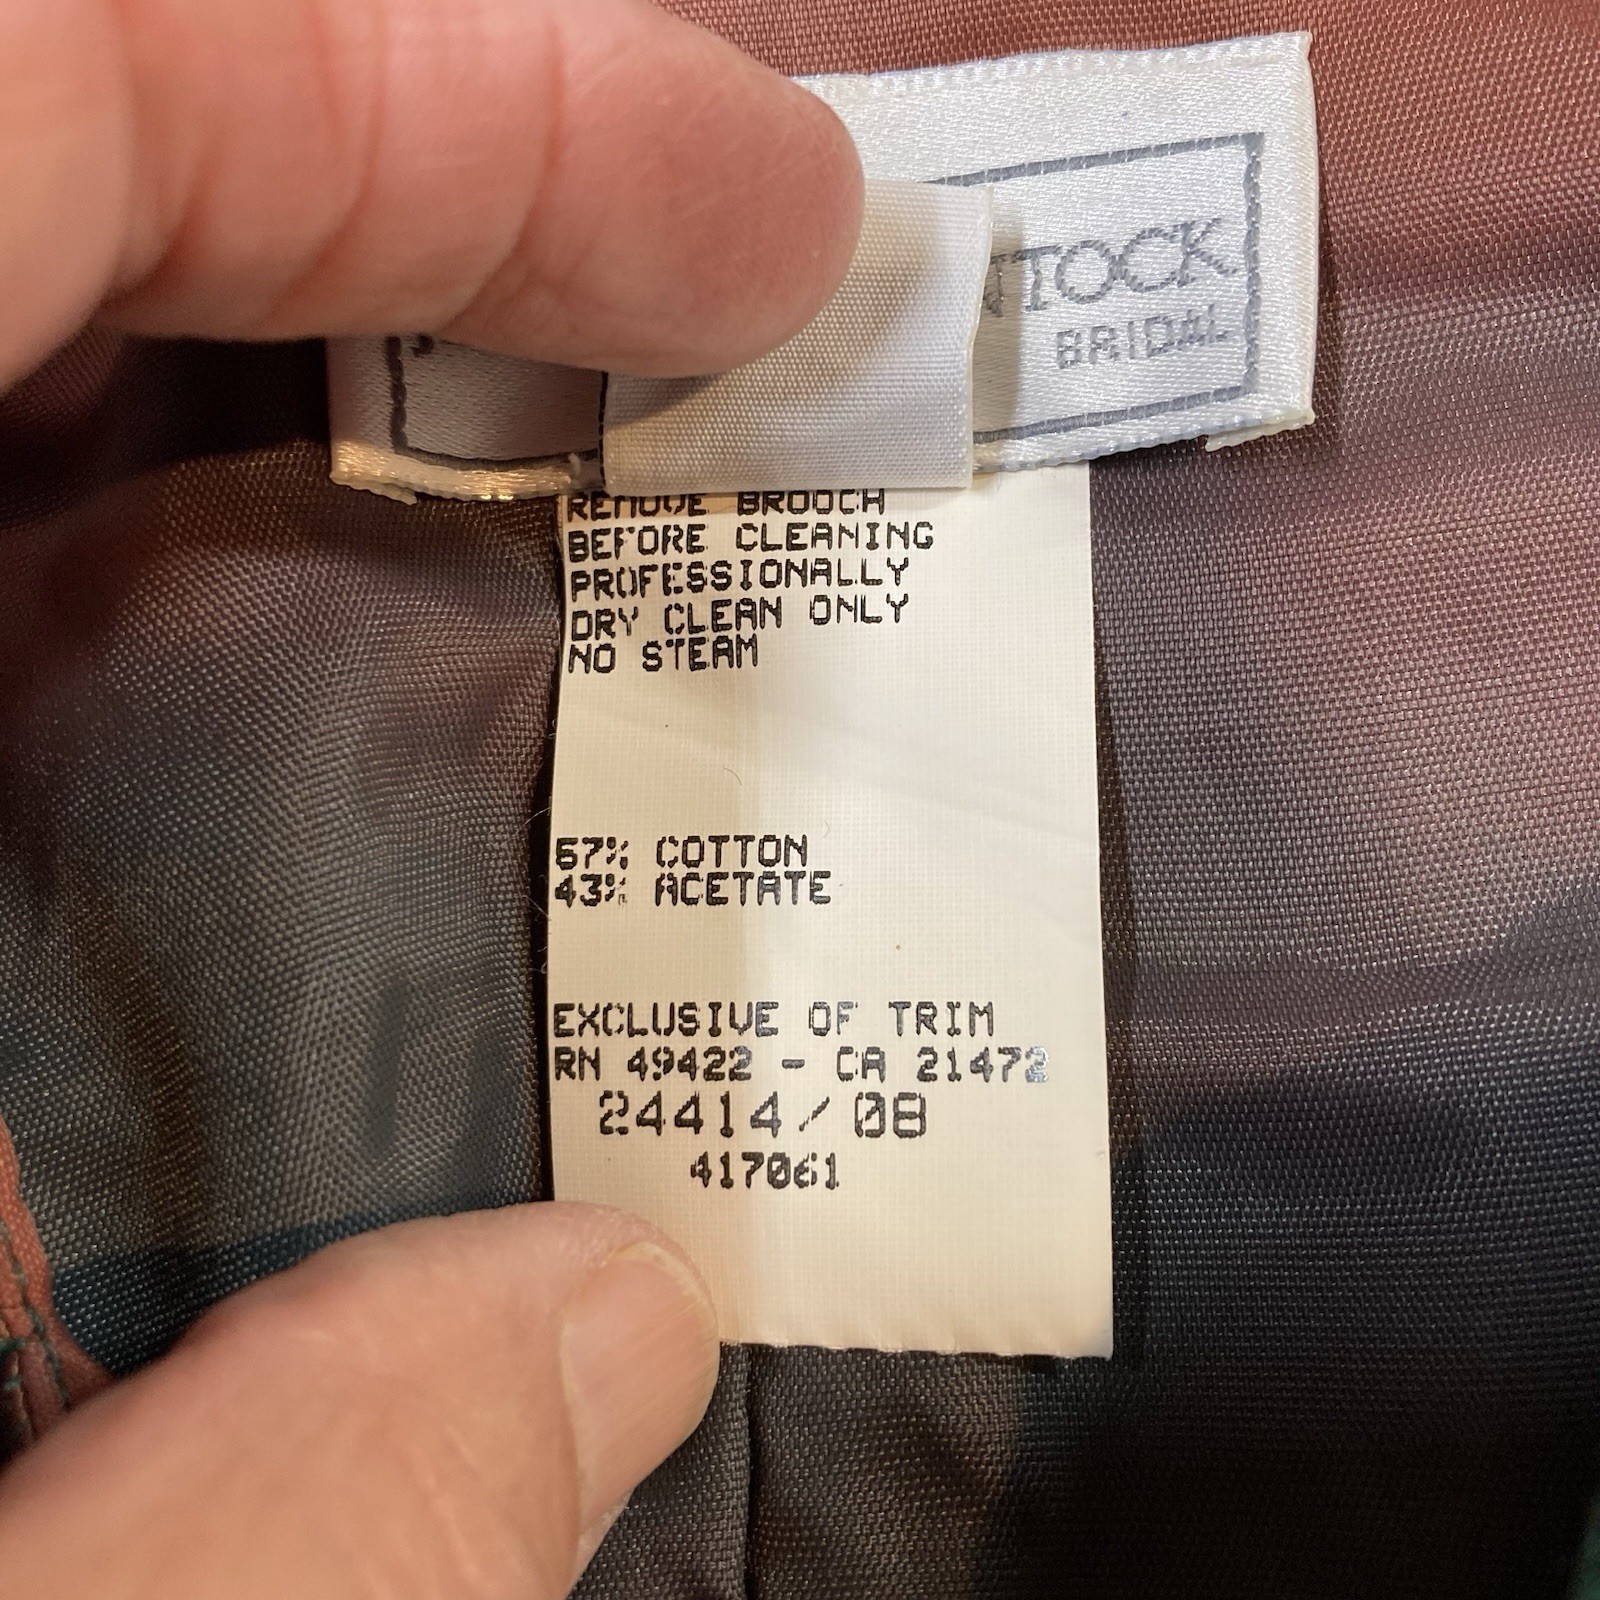 TOCK
BRIDAL
REMOVE BROOCH
BEFORE CLEANING
PROFESSIONALLY
DRY CLEAN ONLY
NO STEAM
57% COTTON
43% ACETATE
EXCLUSIVE OF TRIM
RN 49422 - CA 21472
24414/08
417061